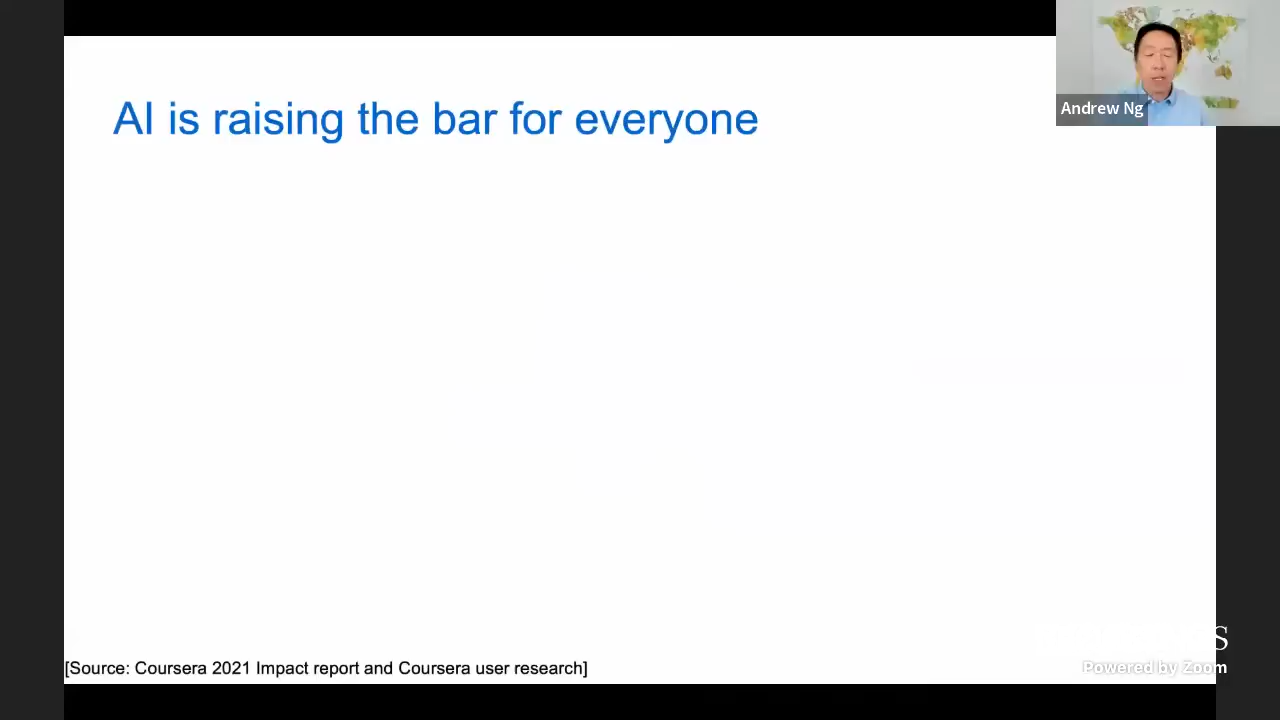 AI is raising the bar for everyone
Andrew Ng
S
Powered by Zoom
[Source: Coursera 2021 Impact report and Coursera user research]